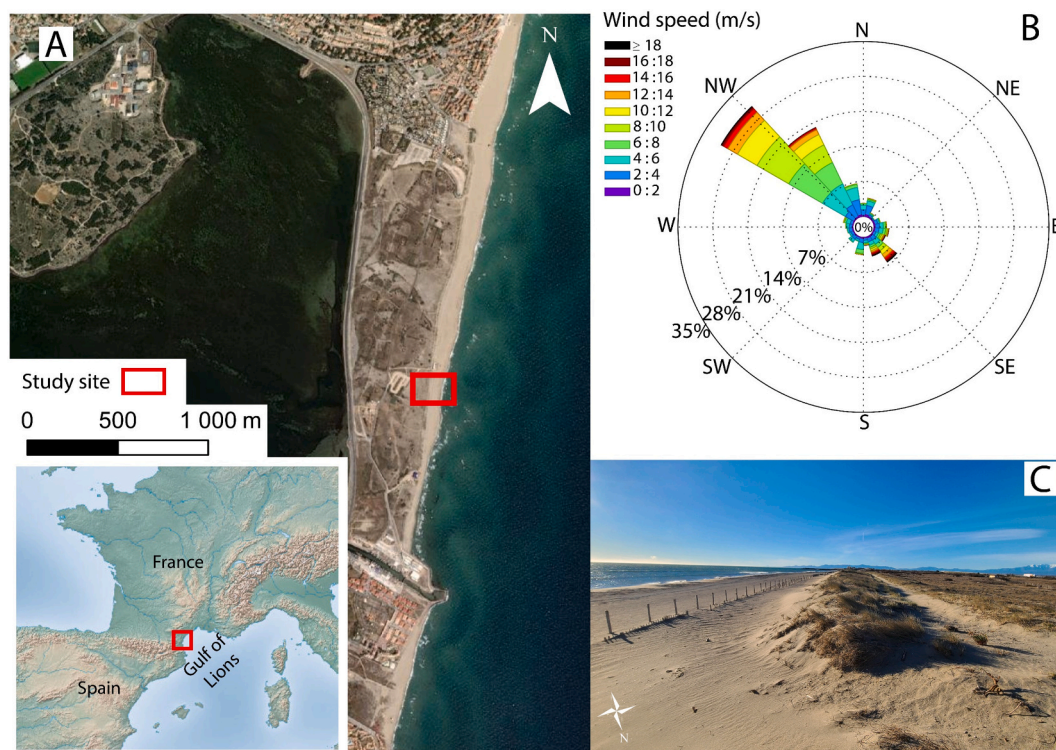 A
N
Study site
0 500 1 000 m
France
Gulf of
Lions
Spain
Wind speed (m/s)
≥ 18
16 : 18
14 : 16
12 : 14
10 : 12
8 : 10
6 : 8
4 : 6
2 : 4
0 : 2
B
N
NW
NE
W
E
0%
7%
14%
21%
28%
35%
SW
SE
S
C
N